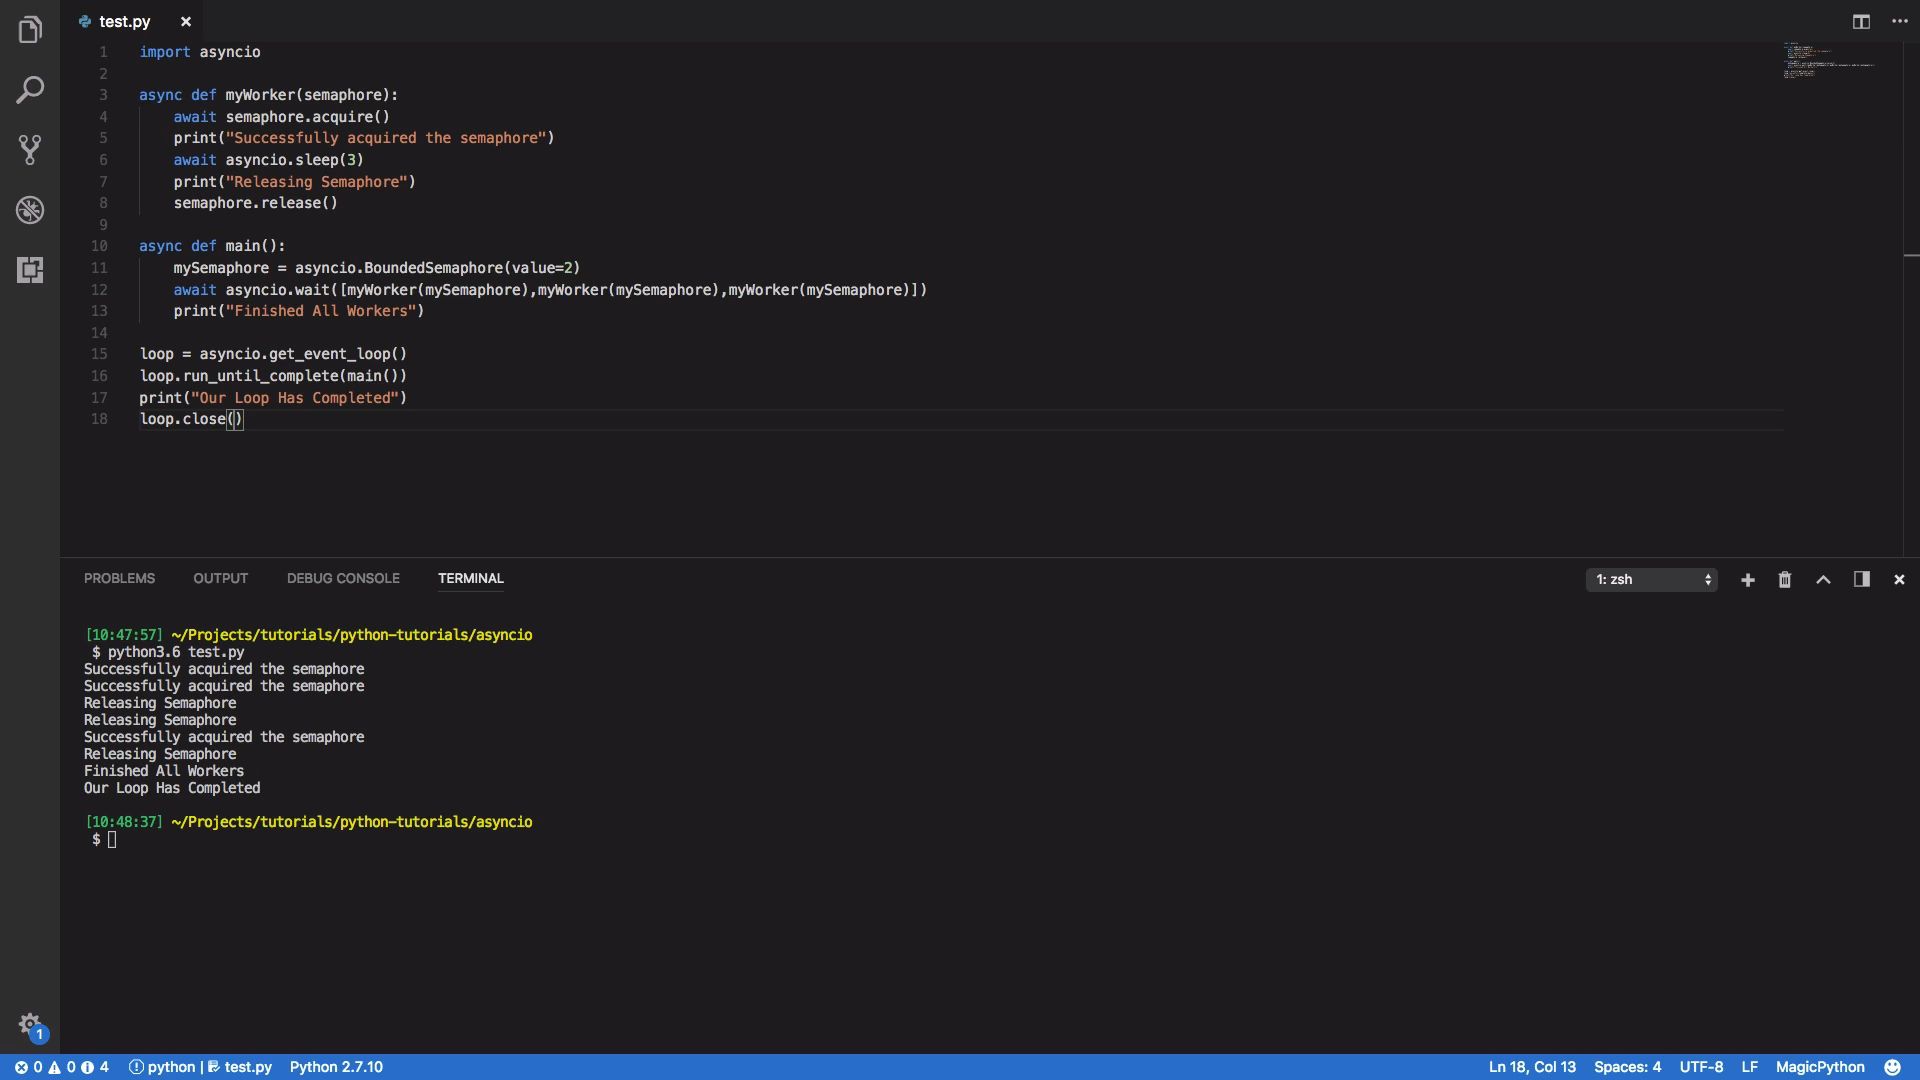 test.py
1 import asyncio
2
3 async def myWorker(semaphore):
4     await semaphore.acquire()
5     print("Successfully acquired the semaphore")
6     await asyncio.sleep(3)
7     print("Releasing Semaphore")
8     semaphore.release()
9
10 async def main():
11     mySemaphore = asyncio.BoundedSemaphore(value=2)
12     await asyncio.wait([myWorker(mySemaphore),myWorker(mySemaphore),myWorker(mySemaphore)])
13     print("Finished All Workers")
14
15 loop = asyncio.get_event_loop()
16 loop.run_until_complete(main())
17 print("Our Loop Has Completed")
18 loop.close()
PROBLEMS OUTPUT DEBUG CONSOLE TERMINAL 1: zsh
[10:47:57] ~/Projects/tutorials/python-tutorials/asyncio
$ python3.6 test.py
Successfully acquired the semaphore
Successfully acquired the semaphore
Releasing Semaphore
Releasing Semaphore
Successfully acquired the semaphore
Releasing Semaphore
Finished All Workers
Our Loop Has Completed
[10:48:37] ~/Projects/tutorials/python-tutorials/asyncio
$
1
0 0 4 python | test.py Python 2.7.10 Ln 18, Col 13 Spaces: 4 UTF-8 LF MagicPython